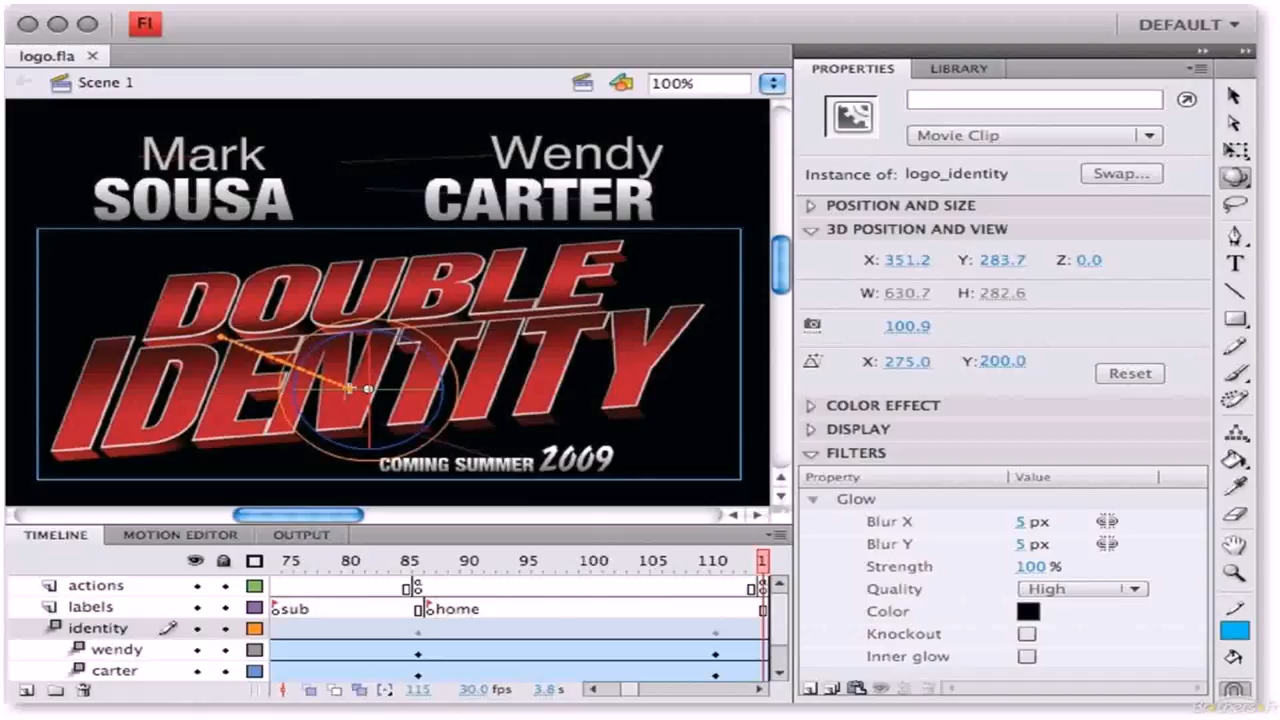 Fl
DEFAULT
logo.fla
Scene 1
100%
Mark
SOUSA
Wendy
CARTER
DOUBLE
IDENTITY
COMING SUMMER 2009
PROPERTIES
LIBRARY
Movie Clip
Instance of: logo_identity
Swap...
POSITION AND SIZE
3D POSITION AND VIEW
X: 351.2 Y: 283.7 Z: 0.0
W: 630.7 H: 282.6
100.9
X: 275.0 Y: 200.0
Reset
COLOR EFFECT
DISPLAY
FILTERS
Property Value
Glow
Blur X 5 px
Blur Y 5 px
Strength 100 %
Quality High
Color
Knockout
Inner glow
TIMELINE
MOTION EDITOR
OUTPUT
75 80 85 90 95 100 105 110 1
actions a
labels sub home
identity
wendy
carter
115 30.0 fps 3.8 s